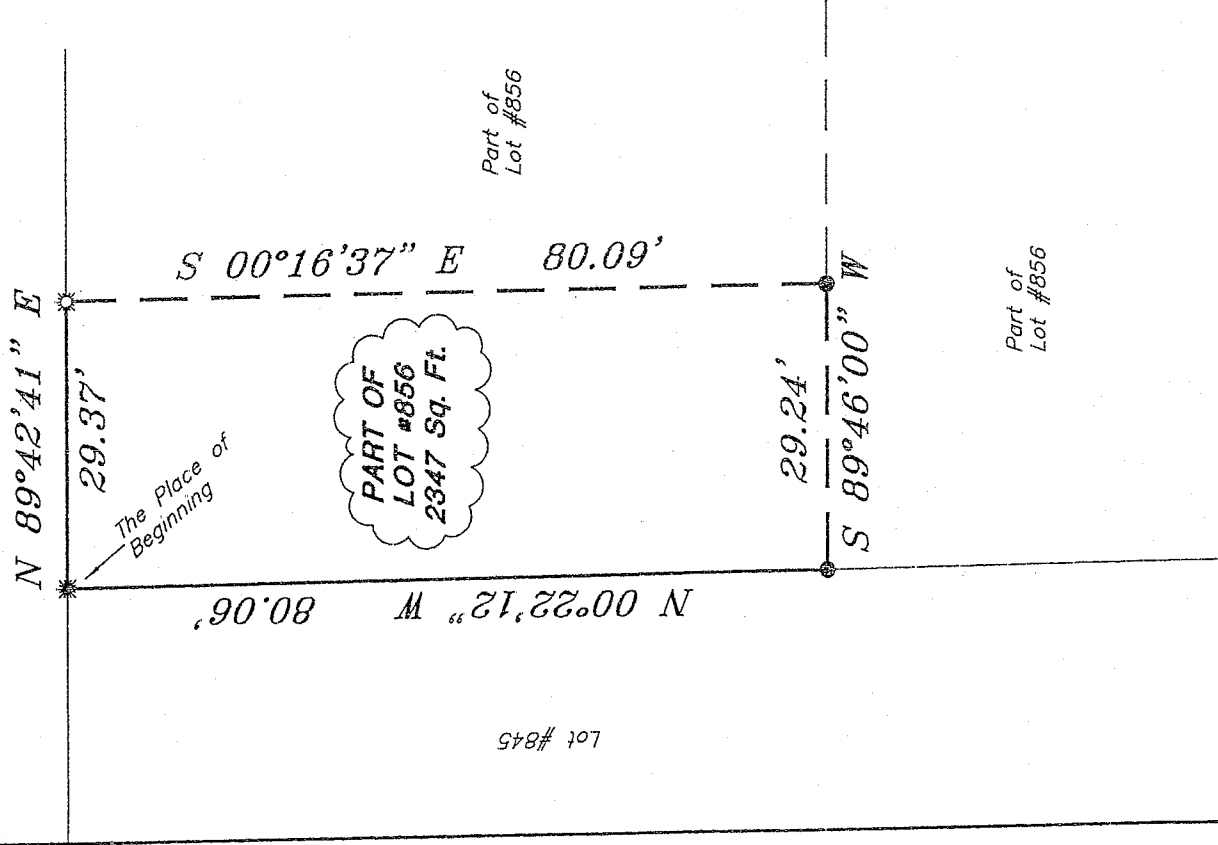 N 89°42'41" E
29.37'
The Place of
Beginning
S 00°16'37" E 80.09'
Part of
Lot #856
PART OF
LOT #856
2347 Sq. Ft.
29.24'
S 89°46'00" W
Part of
Lot #856
N 00°22'12" W 80.06'
Lot #845